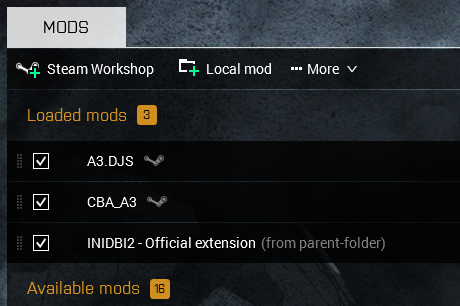 MODS
Steam Workshop Local mod More
Loaded mods 3
A3.DJS
CBA_A3
INIDBI2 - Official extension (from parent-folder)
Available mods 16